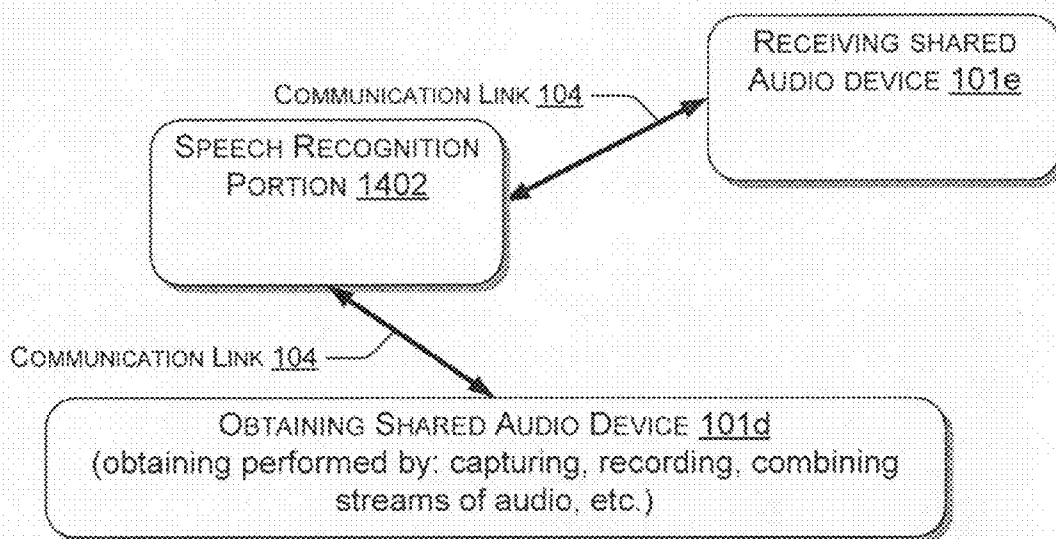 RECEIVING SHARED
AUDIO DEVICE 101e
COMMUNICATION LINK 104
SPEECH RECOGNITION
PORTION 1402
COMMUNICATION LINK 104
OBTAINING SHARED AUDIO DEVICE 101d
(obtaining performed by: capturing, recording, combining
streams of audio, etc.)